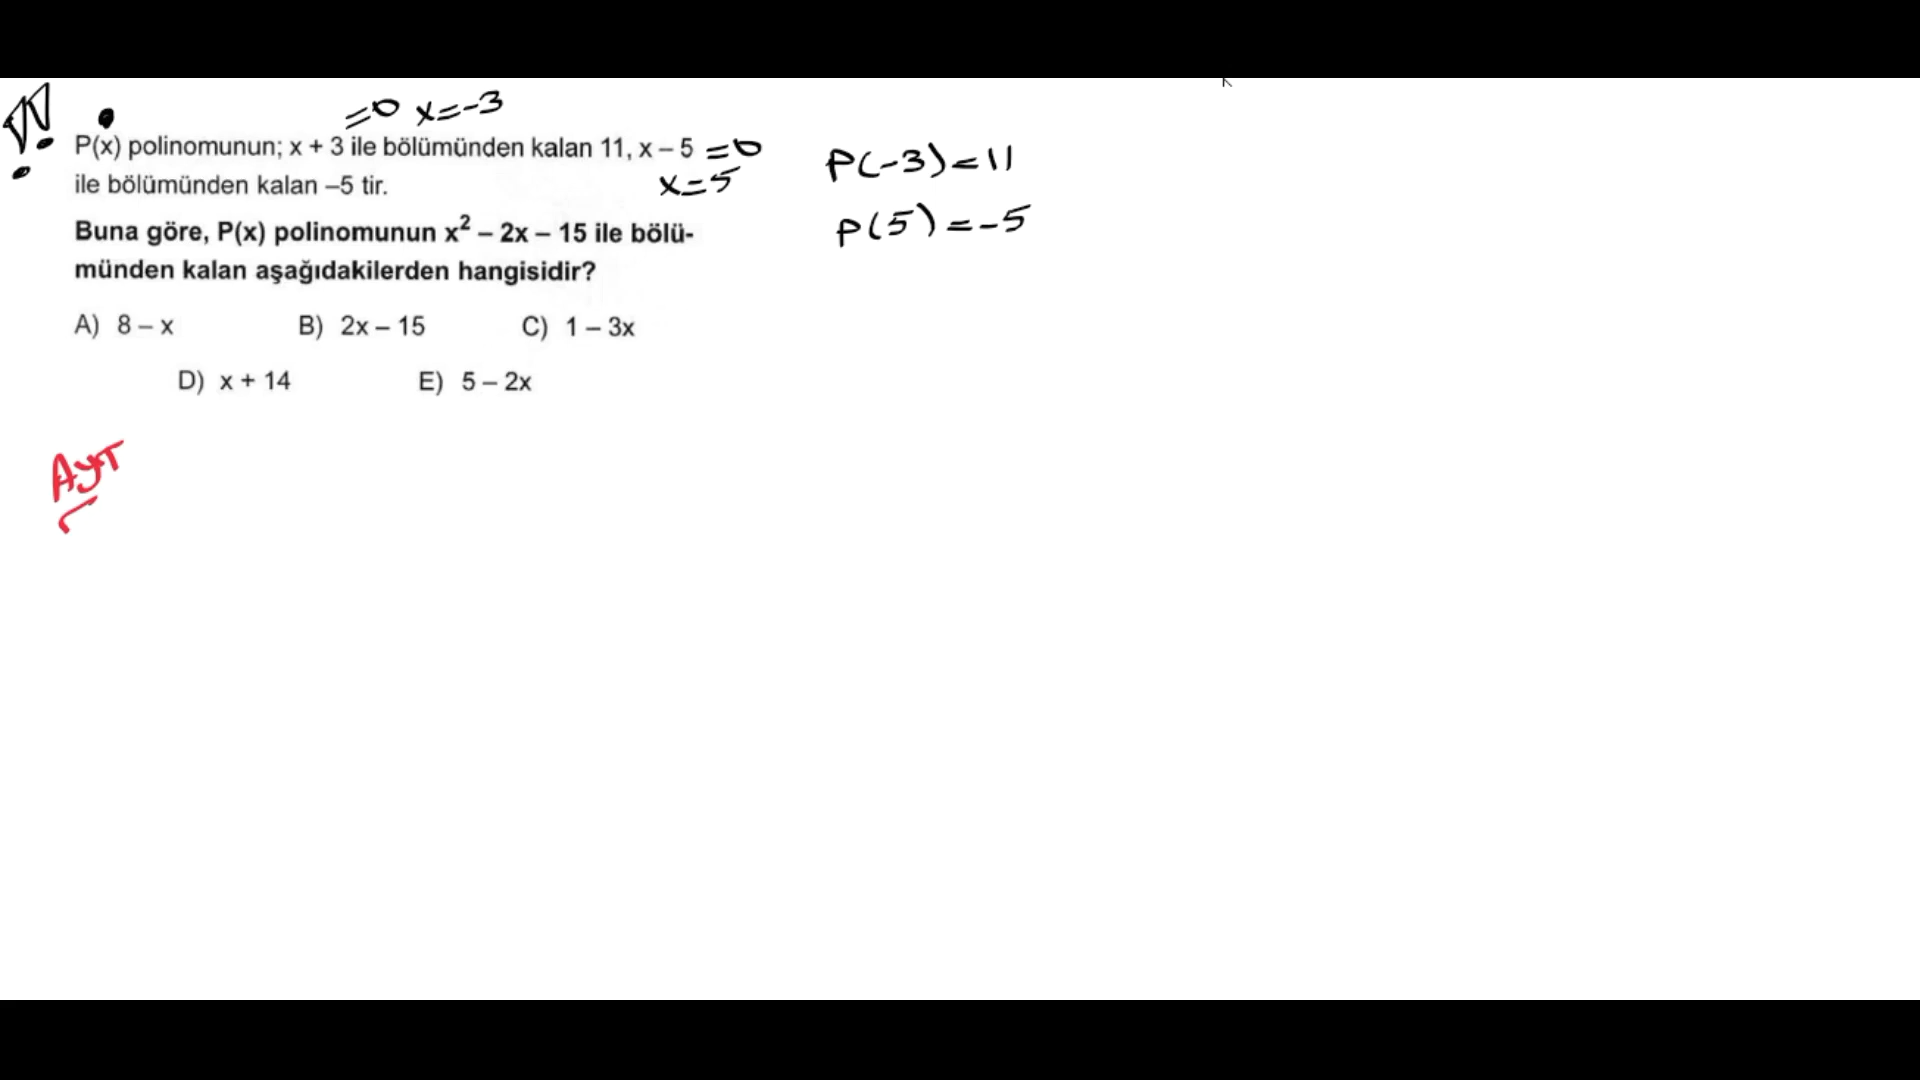 =0 x=-3
P(x) polinomunun; x + 3 ile bölümünden kalan 11, x – 5 =0
ile bölümünden kalan –5 tir.
x=5
P(-3)=11
P(5)=-5
Buna göre, P(x) polinomunun x² – 2x – 15 ile bölü-
münden kalan aşağıdakilerden hangisidir?
A) 8 – x B) 2x – 15 C) 1 – 3x
D) x + 14 E) 5 – 2x
AYT